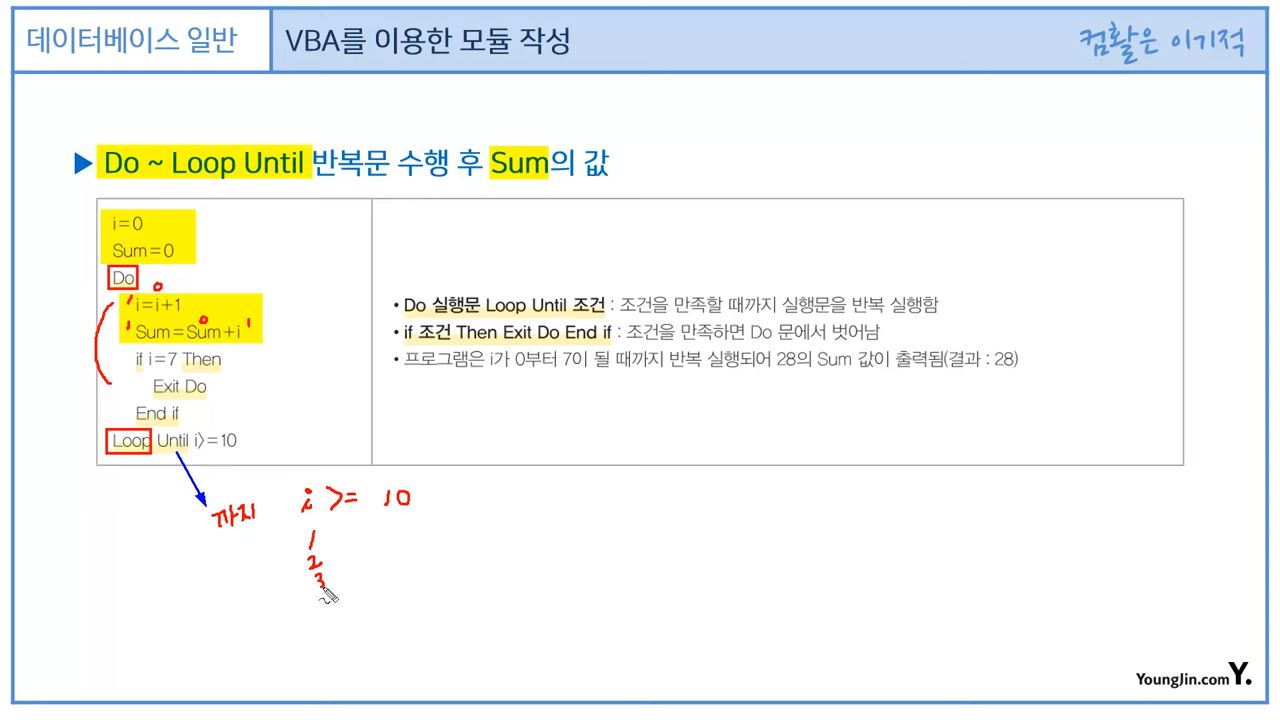 데이터베이스 일반
VBA를 이용한 모듈 작성
컴활은 이기적
▶ Do ~ Loop Until 반복문 수행 후 Sum의 값
i=0
Sum=0
Do
0
1 i=i+1
1 Sum=Sum+i
0 1
if i=7 Then
Exit Do
End if
Loop Until i>=10
• Do 실행문 Loop Until 조건 : 조건을 만족할 때까지 실행문을 반복 실행함
• if 조건 Then Exit Do End if : 조건을 만족하면 Do 문에서 벗어남
• 프로그램은 i가 0부터 7이 될 때까지 반복 실행되어 28의 Sum 값이 출력됨(결과 : 28)
까지
i >= 10
1
2
3
YoungJin.com Y.